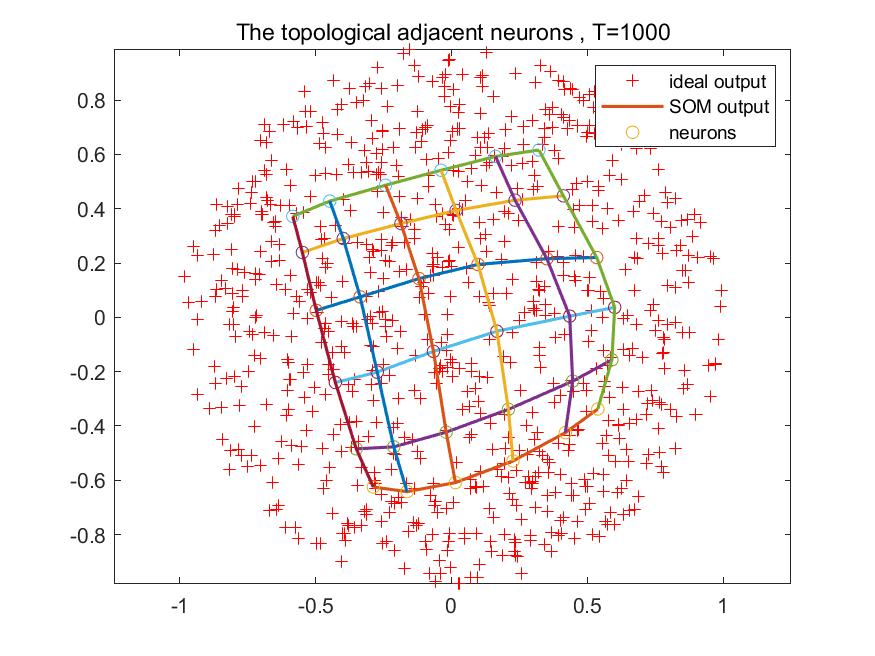 The topological adjacent neurons , T=1000
ideal output
SOM output
neurons
0.8
0.6
0.4
0.2
0
-0.2
-0.4
-0.6
-0.8
-1 -0.5 0 0.5 1